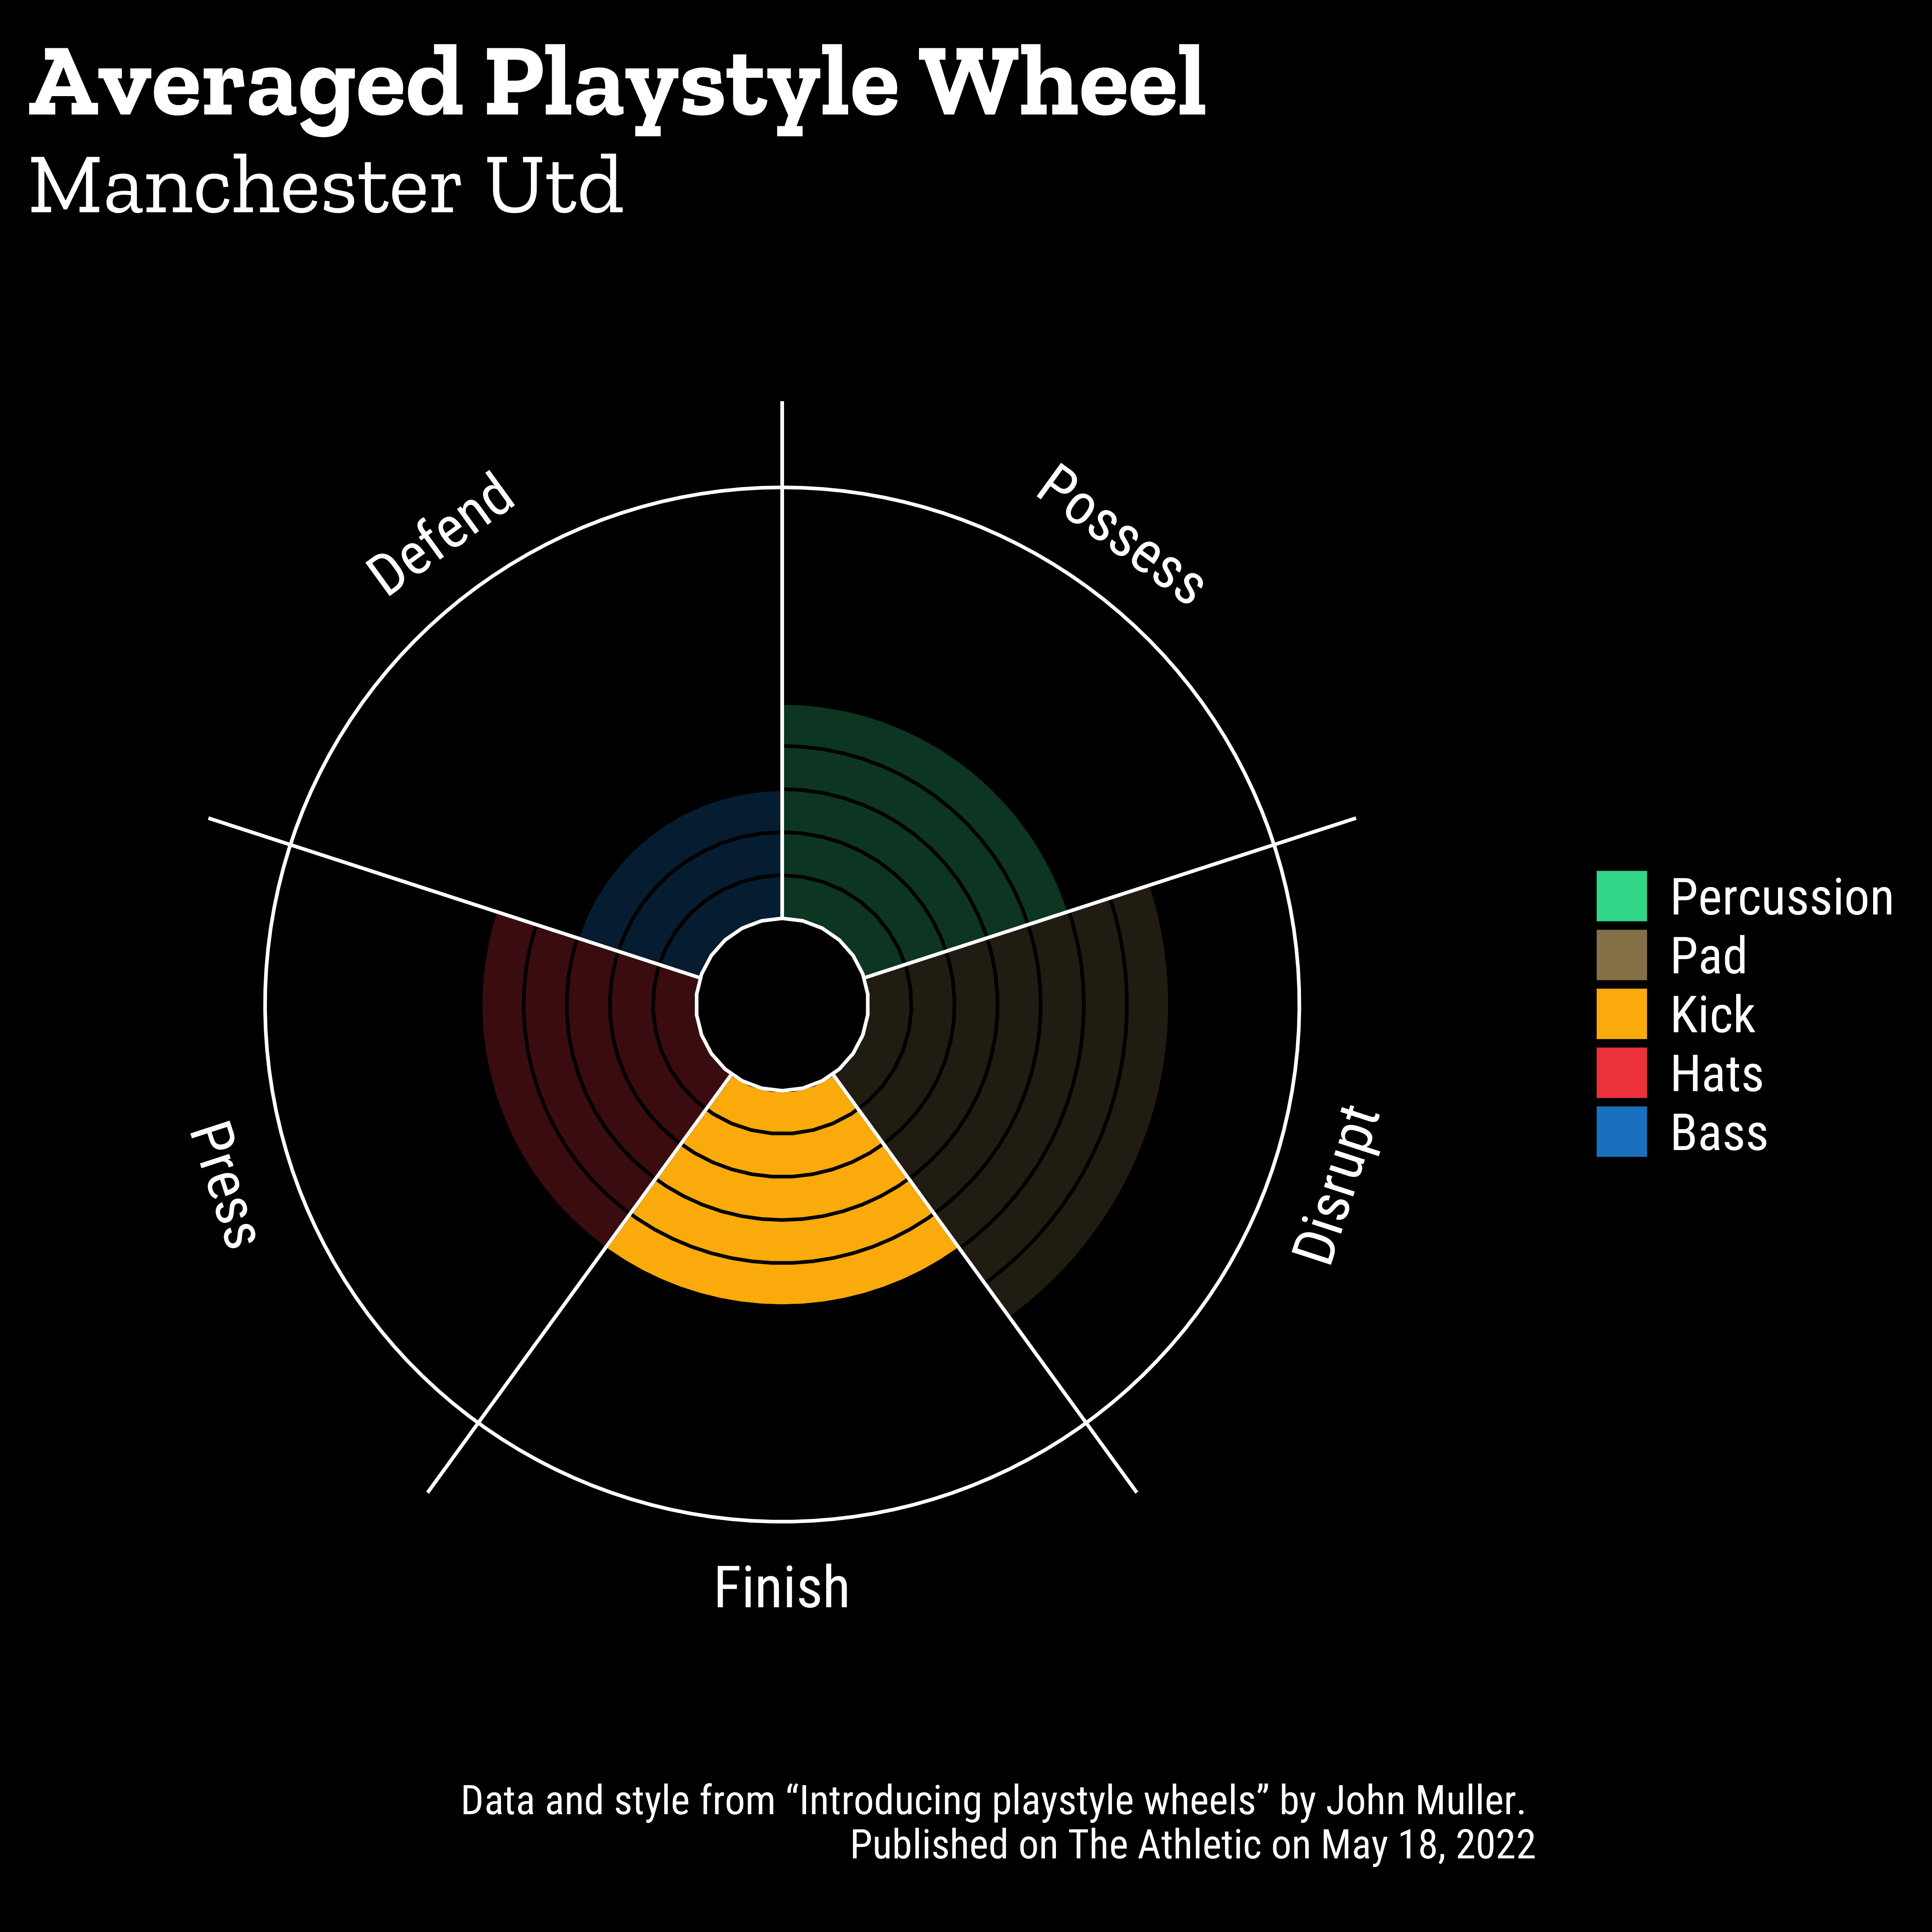 Averaged Playstyle Wheel
Manchester Utd
Defend
Possess
Press
Disrupt
Finish
Percussion
Pad
Kick
Hats
Bass
Data and style from “Introducing playstyle wheels” by John Muller.
Published on The Athletic on May 18, 2022